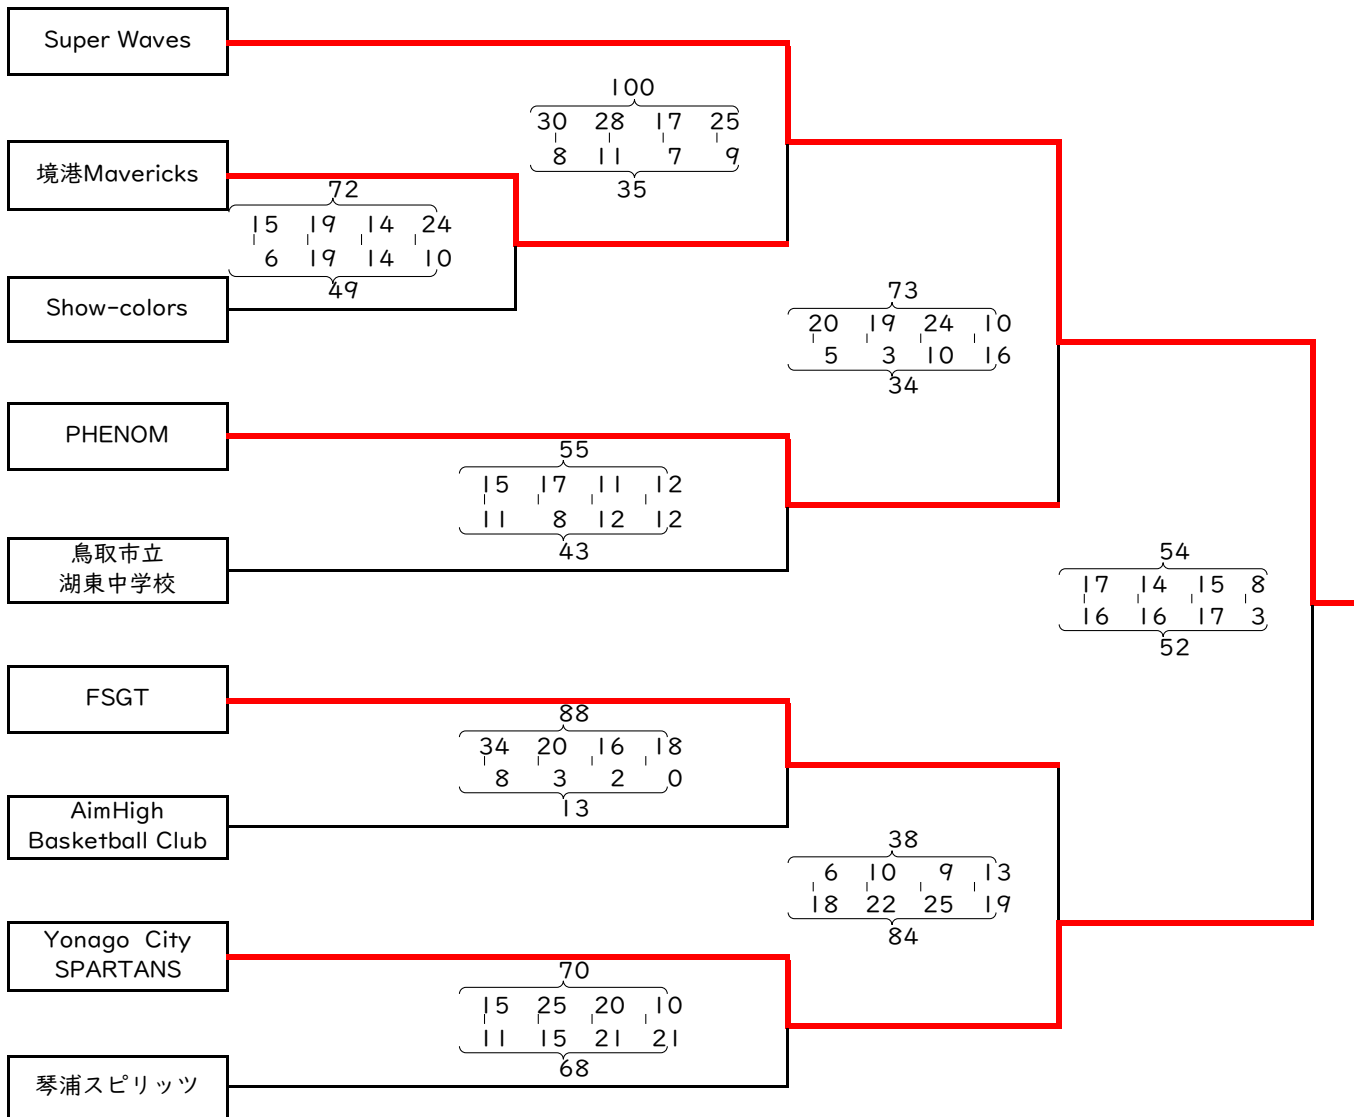 Super Waves
100
30 28 17 25
8 11 7 9
35
境港Mavericks
72
15 19 14 24
6 19 14 10
49
Show-colors
73
20 19 24 10
5 3 10 16
34
PHENOM
55
15 17 11 12
11 8 12 12
43
鳥取市立
湖東中学校
54
17 14 15 8
16 16 17 3
52
FSGT
88
34 20 16 18
8 3 2 0
13
AimHigh
Basketball Club
38
6 10 9 13
18 22 25 19
84
Yonago City
SPARTANS
70
15 25 20 10
11 15 21 21
68
琴浦スピリッツ